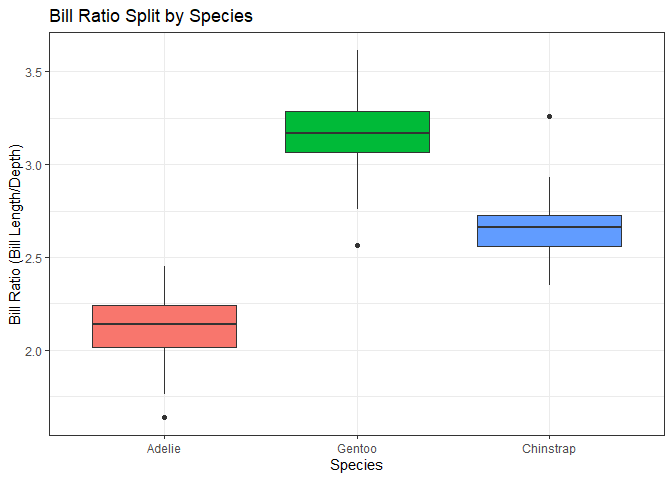 Bill Ratio Split by Species
Bill Ratio (Bill Length/Depth)
3.5
3.0
2.5
2.0
Adelie Gentoo Chinstrap
Species